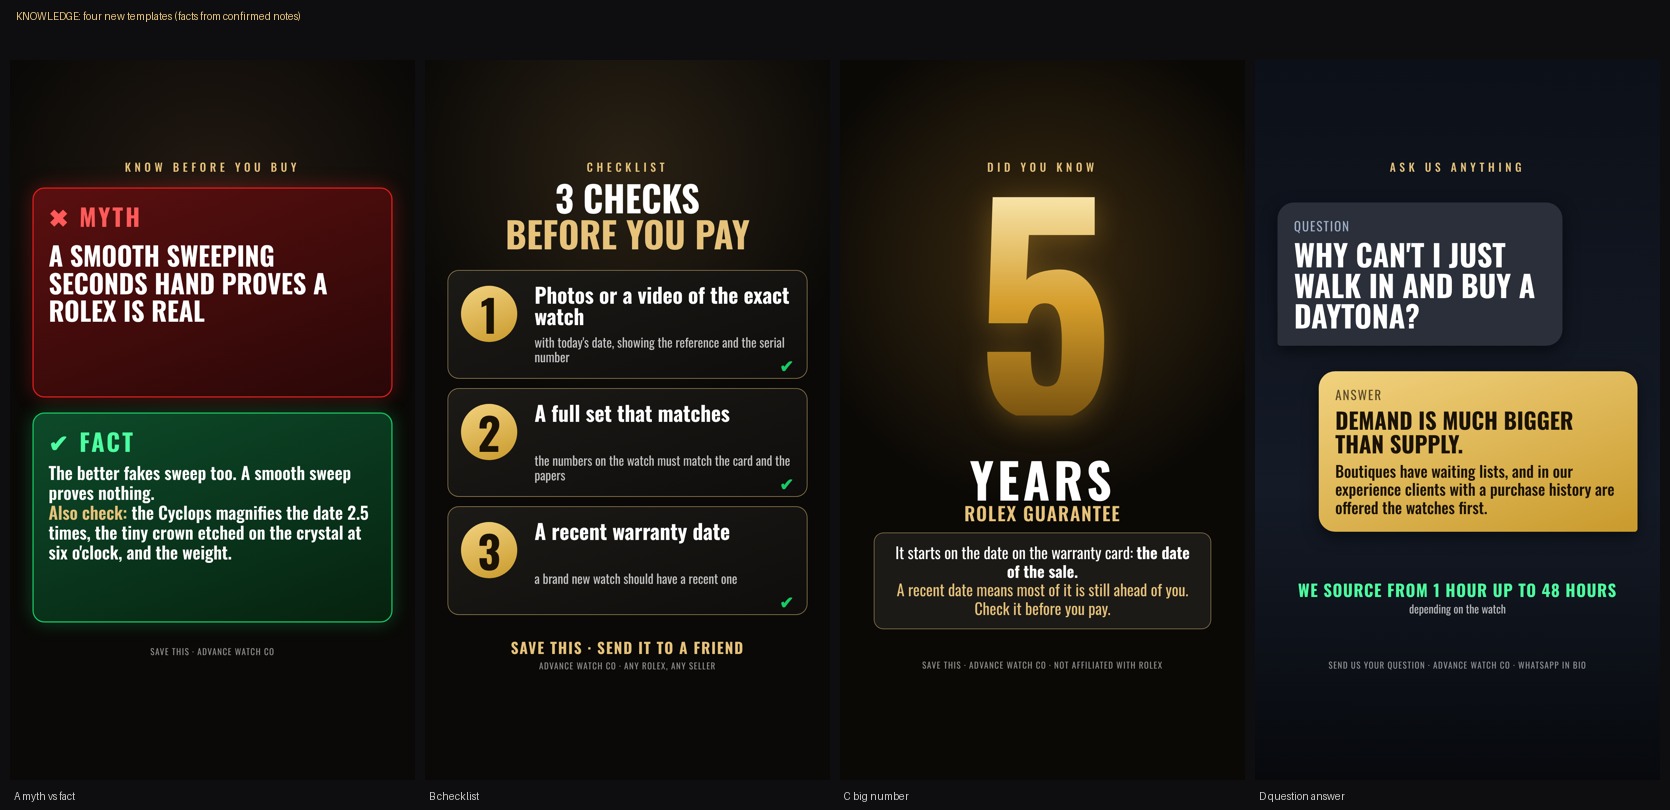 KNOWLEDGE: four new templates (facts from confirmed notes)
KNOW BEFORE YOU BUY
✖ MYTH
A SMOOTH SWEEPING
SECONDS HAND PROVES A
ROLEX IS REAL
✔ FACT
The better fakes sweep too. A smooth sweep
proves nothing.
Also check: the Cyclops magnifies the date 2.5
times, the tiny crown etched on the crystal at
six o'clock, and the weight.
SAVE THIS · ADVANCE WATCH CO
A myth vs fact
CHECKLIST
3 CHECKS
BEFORE YOU PAY
1
Photos or a video of the exact
watch
with today's date, showing the reference and the serial
number
✔
2
A full set that matches
the numbers on the watch must match the card and the
papers
✔
3
A recent warranty date
a brand new watch should have a recent one
✔
SAVE THIS · SEND IT TO A FRIEND
ADVANCE WATCH CO · ANY ROLEX, ANY SELLER
B checklist
DID YOU KNOW
5
YEARS
ROLEX GUARANTEE
It starts on the date on the warranty card: the date
of the sale.
A recent date means most of it is still ahead of you.
Check it before you pay.
SAVE THIS · ADVANCE WATCH CO · NOT AFFILIATED WITH ROLEX
C big number
ASK US ANYTHING
QUESTION
WHY CAN'T I JUST
WALK IN AND BUY A
DAYTONA?
ANSWER
DEMAND IS MUCH BIGGER
THAN SUPPLY.
Boutiques have waiting lists, and in our
experience clients with a purchase history are
offered the watches first.
WE SOURCE FROM 1 HOUR UP TO 48 HOURS
depending on the watch
SEND US YOUR QUESTION · ADVANCE WATCH CO · WHATSAPP IN BIO
D question answer